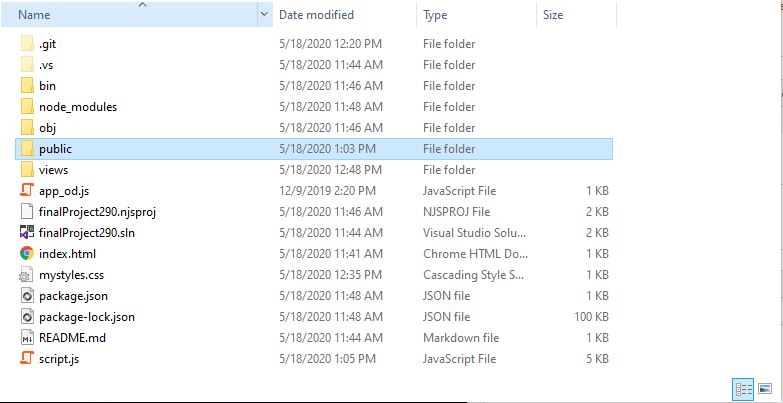 Name Date modified Type Size
.git 5/18/2020 12:20 PM File folder
.vs 5/18/2020 11:44 AM File folder
bin 5/18/2020 11:46 AM File folder
node_modules 5/18/2020 11:48 AM File folder
obj 5/18/2020 11:46 AM File folder
public 5/18/2020 1:03 PM File folder
views 5/18/2020 12:48 PM File folder
app_od.js 12/9/2019 2:20 PM JavaScript File 1 KB
finalProject290.njsproj 5/18/2020 11:46 AM NJSPROJ File 2 KB
finalProject290.sln 5/18/2020 11:44 AM Visual Studio Solu... 2 KB
index.html 5/18/2020 11:41 AM Chrome HTML Do... 1 KB
mystyles.css 5/18/2020 12:35 PM Cascading Style S... 1 KB
package.json 5/18/2020 11:48 AM JSON file 1 KB
package-lock.json 5/18/2020 11:48 AM JSON file 100 KB
README.md 5/18/2020 11:44 AM Markdown file 1 KB
script.js 5/18/2020 1:05 PM JavaScript File 5 KB